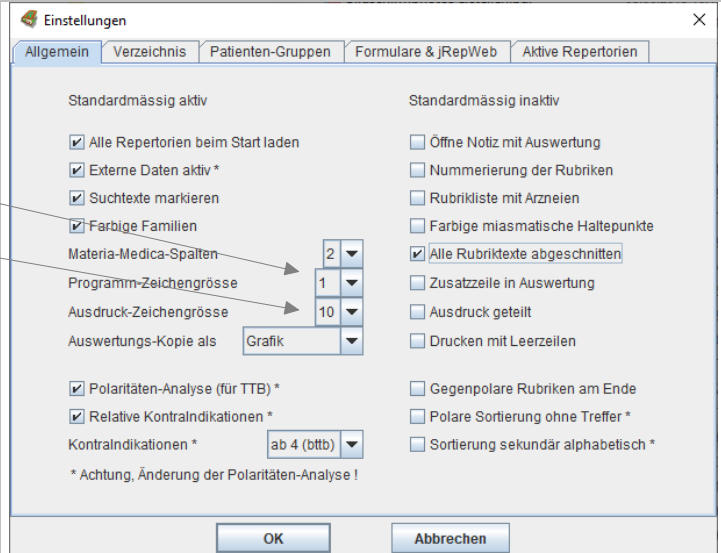 Einstellungen
Allgemein
Verzeichnis
Patienten-Gruppen
Formulare & jRepWeb
Aktive Repertorien
Standardmässig aktiv
Alle Repertorien beim Start laden
Externe Daten aktiv *
Suchtexte markieren
Farbige Familien
Materia-Medica-Spalten 2
Programm-Zeichengrösse 1
Ausdruck-Zeichengrösse 10
Auswertungs-Kopie als Grafik
Polaritäten-Analyse (für TTB) *
Relative KontraIndikationen *
KontraIndikationen * ab 4 (bttb)
* Achtung, Änderung der Polaritäten-Analyse !
Standardmässig inaktiv
Öffne Notiz mit Auswertung
Nummerierung der Rubriken
Rubrikliste mit Arzneien
Farbige miasmatische Haltepunkte
Alle Rubriktexte abgeschnitten
Zusatzzeile in Auswertung
Ausdruck geteilt
Drucken mit Leerzeilen
Gegenpolare Rubriken am Ende
Polare Sortierung ohne Treffer *
Sortierung sekundär alphabetisch *
OK
Abbrechen